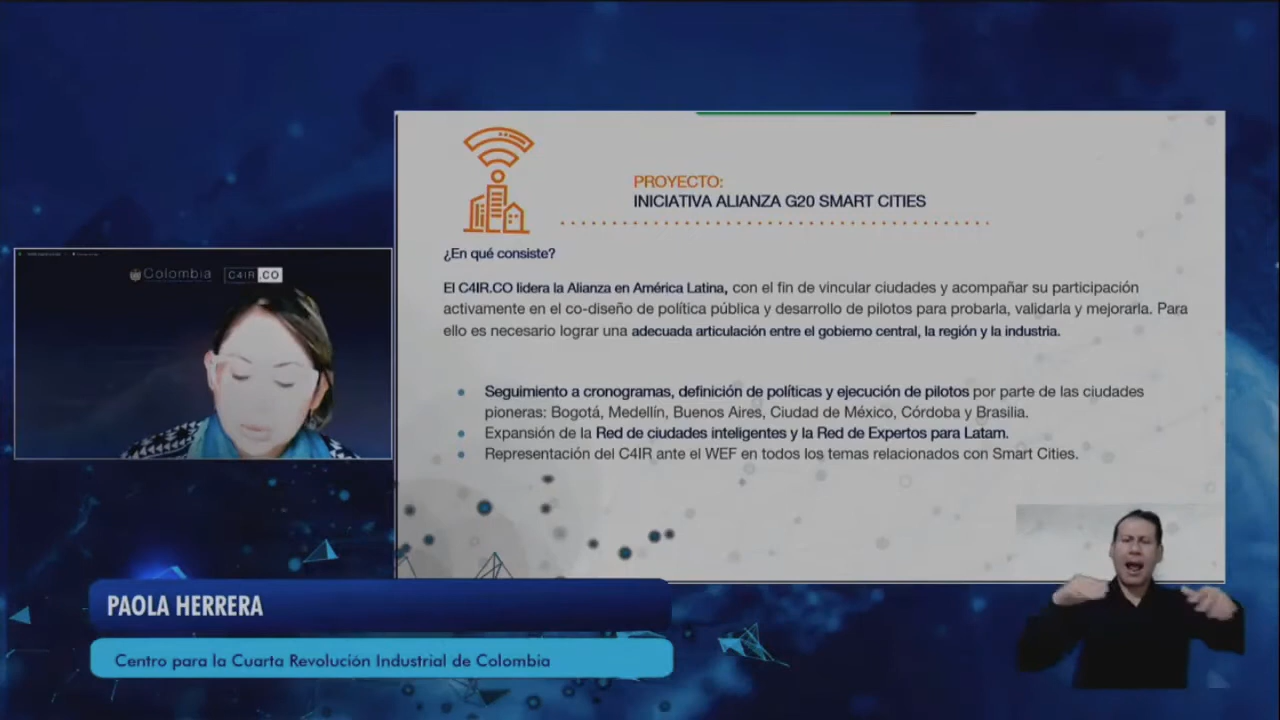 PROYECTO:
INICIATIVA ALIANZA G20 SMART CITIES
¿En qué consiste?
El C4IR.CO lidera la Alianza en América Latina, con el fin de vincular ciudades y acompañar su participación
activamente en el co-diseño de política pública y desarrollo de pilotos para probarla, validarla y mejorarla. Para
ello es necesario lograr una adecuada articulación entre el gobierno central, la región y la industria.
Colombia C4IR.CO
• Seguimiento a cronogramas, definición de políticas y ejecución de pilotos por parte de las ciudades
pioneras: Bogotá, Medellín, Buenos Aires, Ciudad de México, Córdoba y Brasilia.
• Expansión de la Red de ciudades inteligentes y la Red de Expertos para Latam.
• Representación del C4IR ante el WEF en todos los temas relacionados con Smart Cities.
PAOLA HERRERA
Centro para la Cuarta Revolución Industrial de Colombia